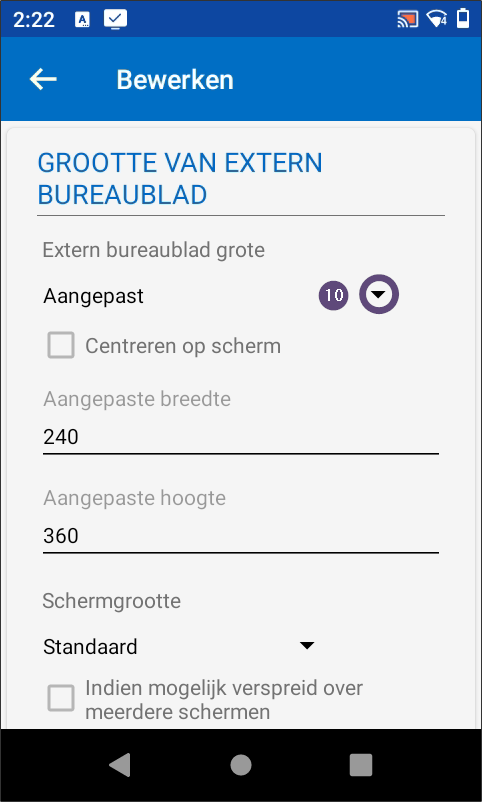 2:22 A 4
Bewerken
GROOTTE VAN EXTERN
BUREAUBLAD
Extern bureaublad grote
Aangepast 10
Centreren op scherm
Aangepaste breedte
240
Aangepaste hoogte
360
Schermgrootte
Standaard
Indien mogelijk verspreid over
meerdere schermen